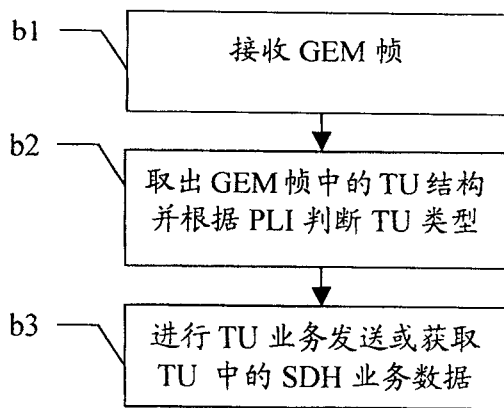 b1
接收 GEM 帧
b2
取出 GEM 帧中的 TU 结构
并根据 PLI 判断 TU 类型
b3
进行 TU 业务发送或获取
TU 中的 SDH 业务数据